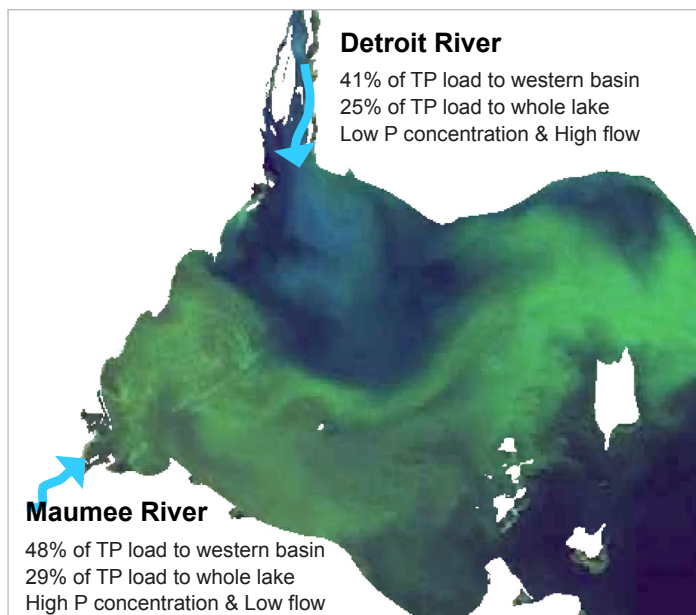 Detroit River
41% of TP load to western basin
25% of TP load to whole lake
Low P concentration & High flow
Maumee River
48% of TP load to western basin
29% of TP load to whole lake
High P concentration & Low flow